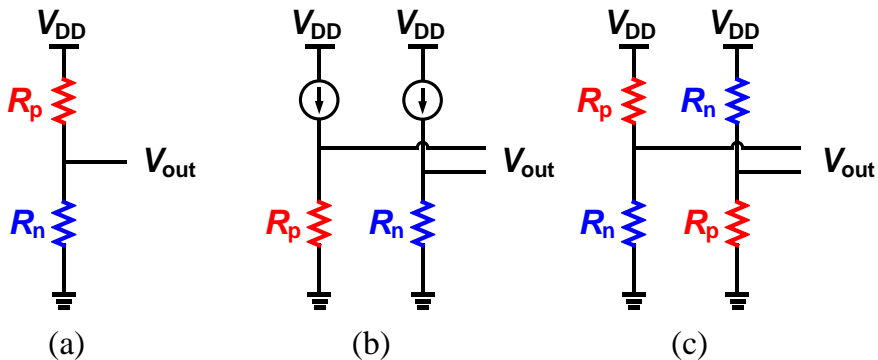 VDD VDD VDD VDD VDD
Rp Rp Rn
Vout Vout Vout
Rn Rp Rn Rn Rp
(a) (b) (c)